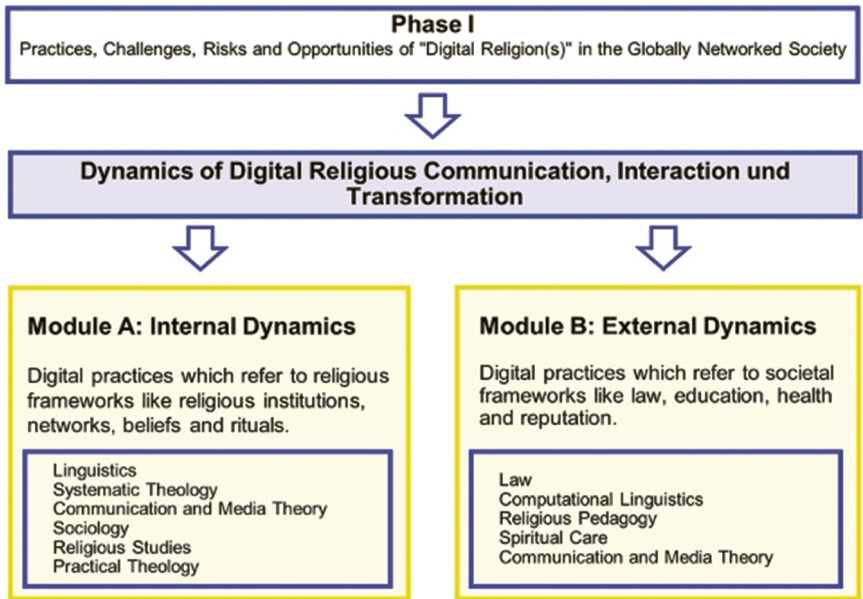 Phase I
Practices, Challenges, Risks and Opportunities of "Digital Religion(s)" in the Globally Networked Society
Dynamics of Digital Religious Communication, Interaction und
Transformation
Module A: Internal Dynamics
Digital practices which refer to religious
frameworks like religious institutions,
networks, beliefs and rituals.
Linguistics
Systematic Theology
Communication and Media Theory
Sociology
Religious Studies
Practical Theology
Module B: External Dynamics
Digital practices which refer to societal
frameworks like law, education, health
and reputation.
Law
Computational Linguistics
Religious Pedagogy
Spiritual Care
Communication and Media Theory